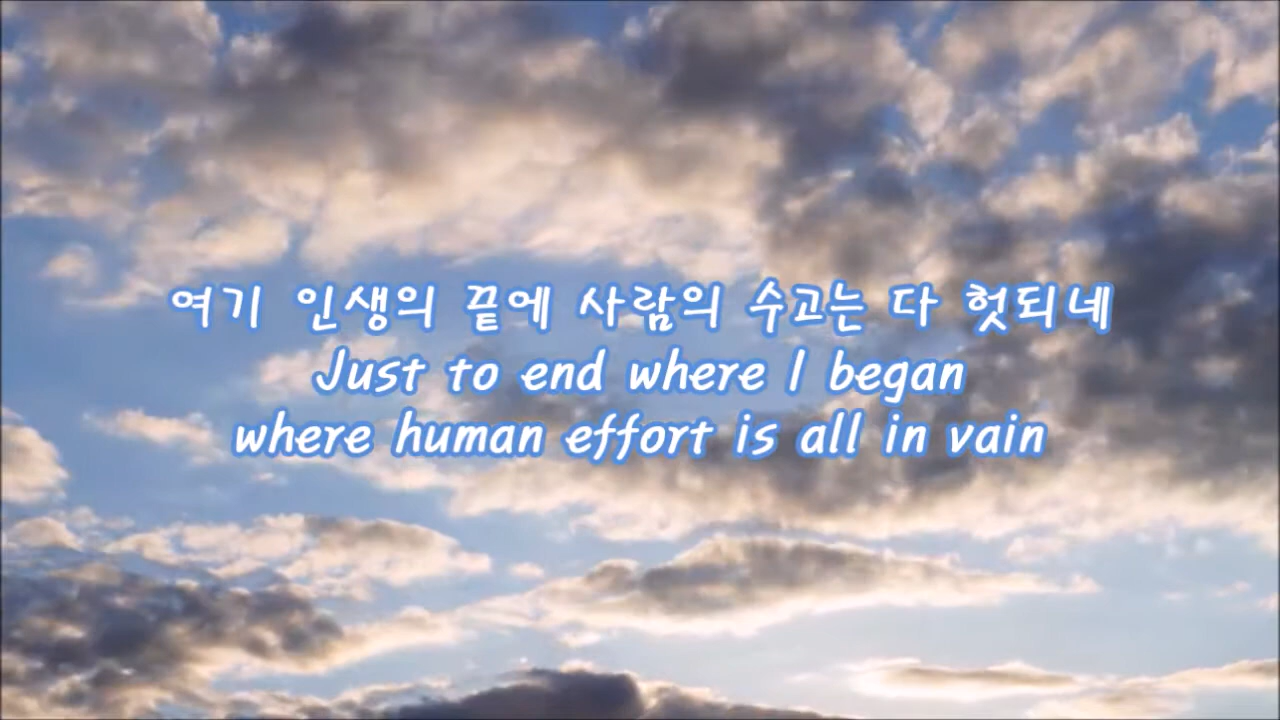 여기 인생의 끝에 사람의 수고는 다 헛되네
Just to end where I began
where human effort is all in vain